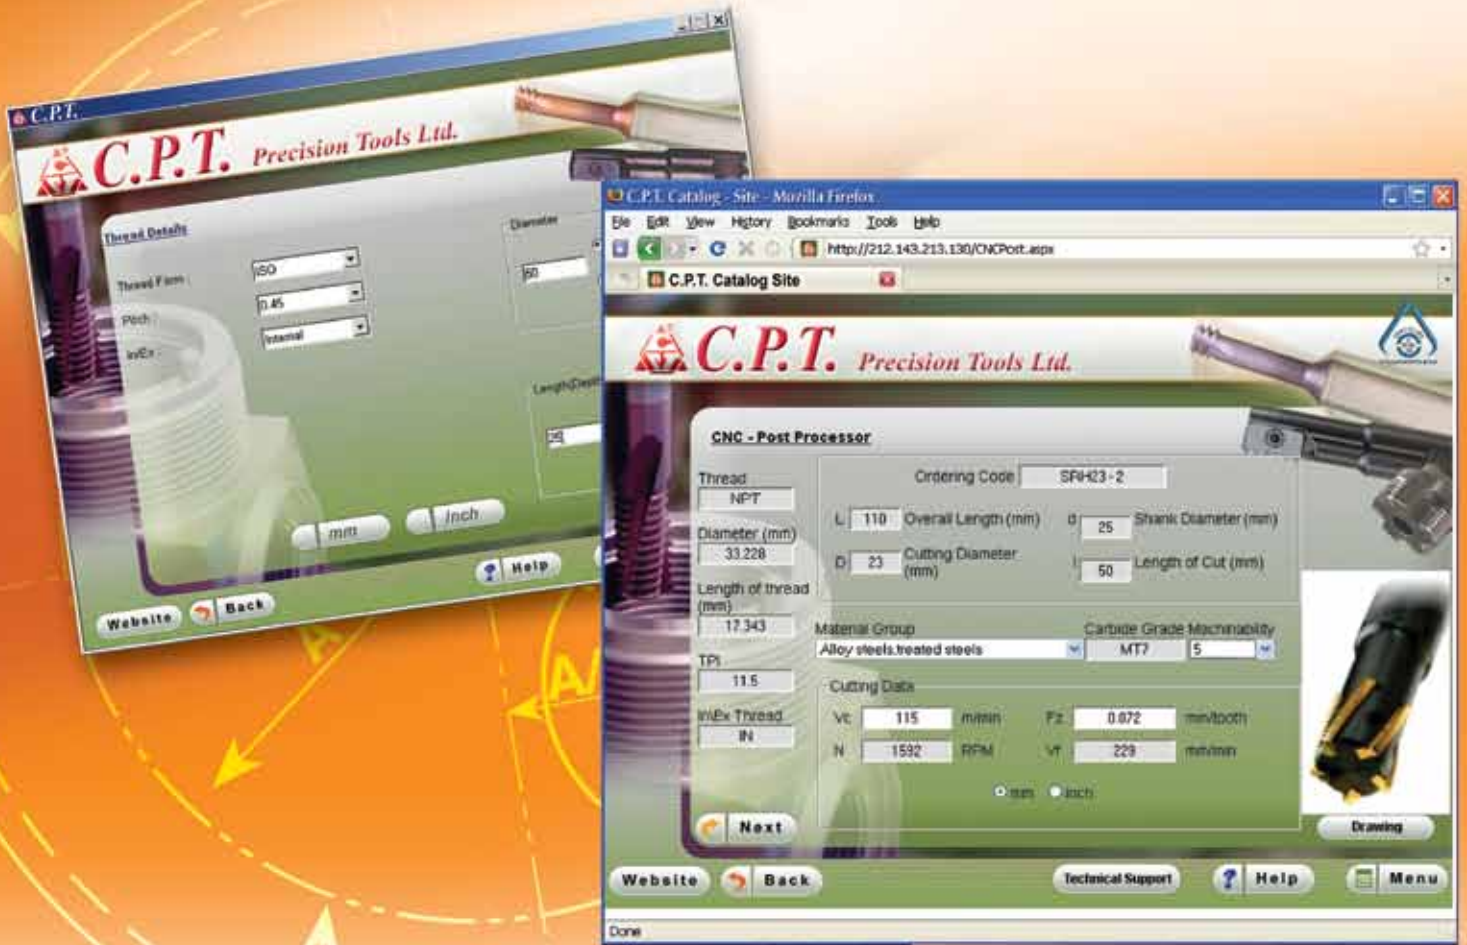 C.P.T.
C.P.T. Precision Tools Ltd.
Thread Details
Thread Form :
ISO
Pitch :
0.45
In/Ex :
Internal
Diameter
60
Length(Depth
mm
Inch
Help
Website
Back
C.P.T. Catalog - Site - Mozilla Firefox
File Edit View History Bookmarks Tools Help
http://212.143.213.130/CNCPost.aspx
C.P.T. Catalog Site
C.P.T. Precision Tools Ltd.
CNC - Post Processor
Thread
NPT
Diameter (mm)
33.228
Length of thread
(mm)
17.343
TPI
11.5
In\Ex Thread
IN
Ordering Code SRH23-2
L 110 Overall Length (mm) d 25 Shank Diameter (mm)
D 23 Cutting Diameter
(mm)
l 50 Length of Cut (mm)
Material Group
Alloy steels,treated steels
Carbide Grade Machinability
MT7 5
Cutting Data
Vc 115 m/min Fz 0.072 mm/tooth
N 1592 RPM Vf 229 mm/min
mm inch
Next
Drawing
Website Back Technical Support Help Menu
Done